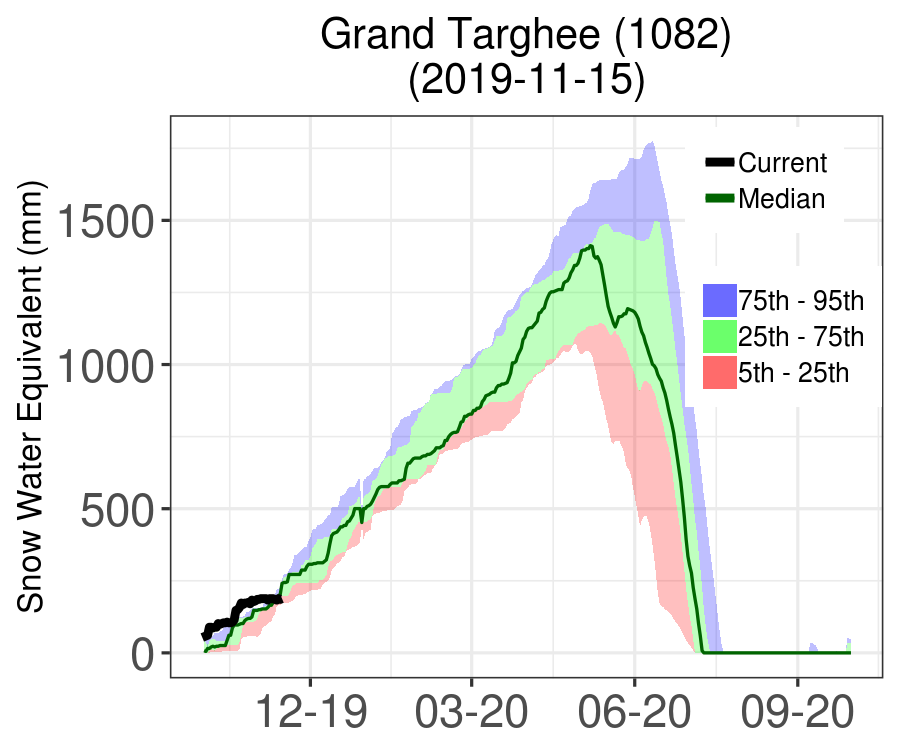 Grand Targhee (1082)
(2019-11-15)
Snow Water Equivalent (mm)
1500
1000
500
0
Current
Median
75th - 95th
25th - 75th
5th - 25th
12-19
03-20
06-20
09-20